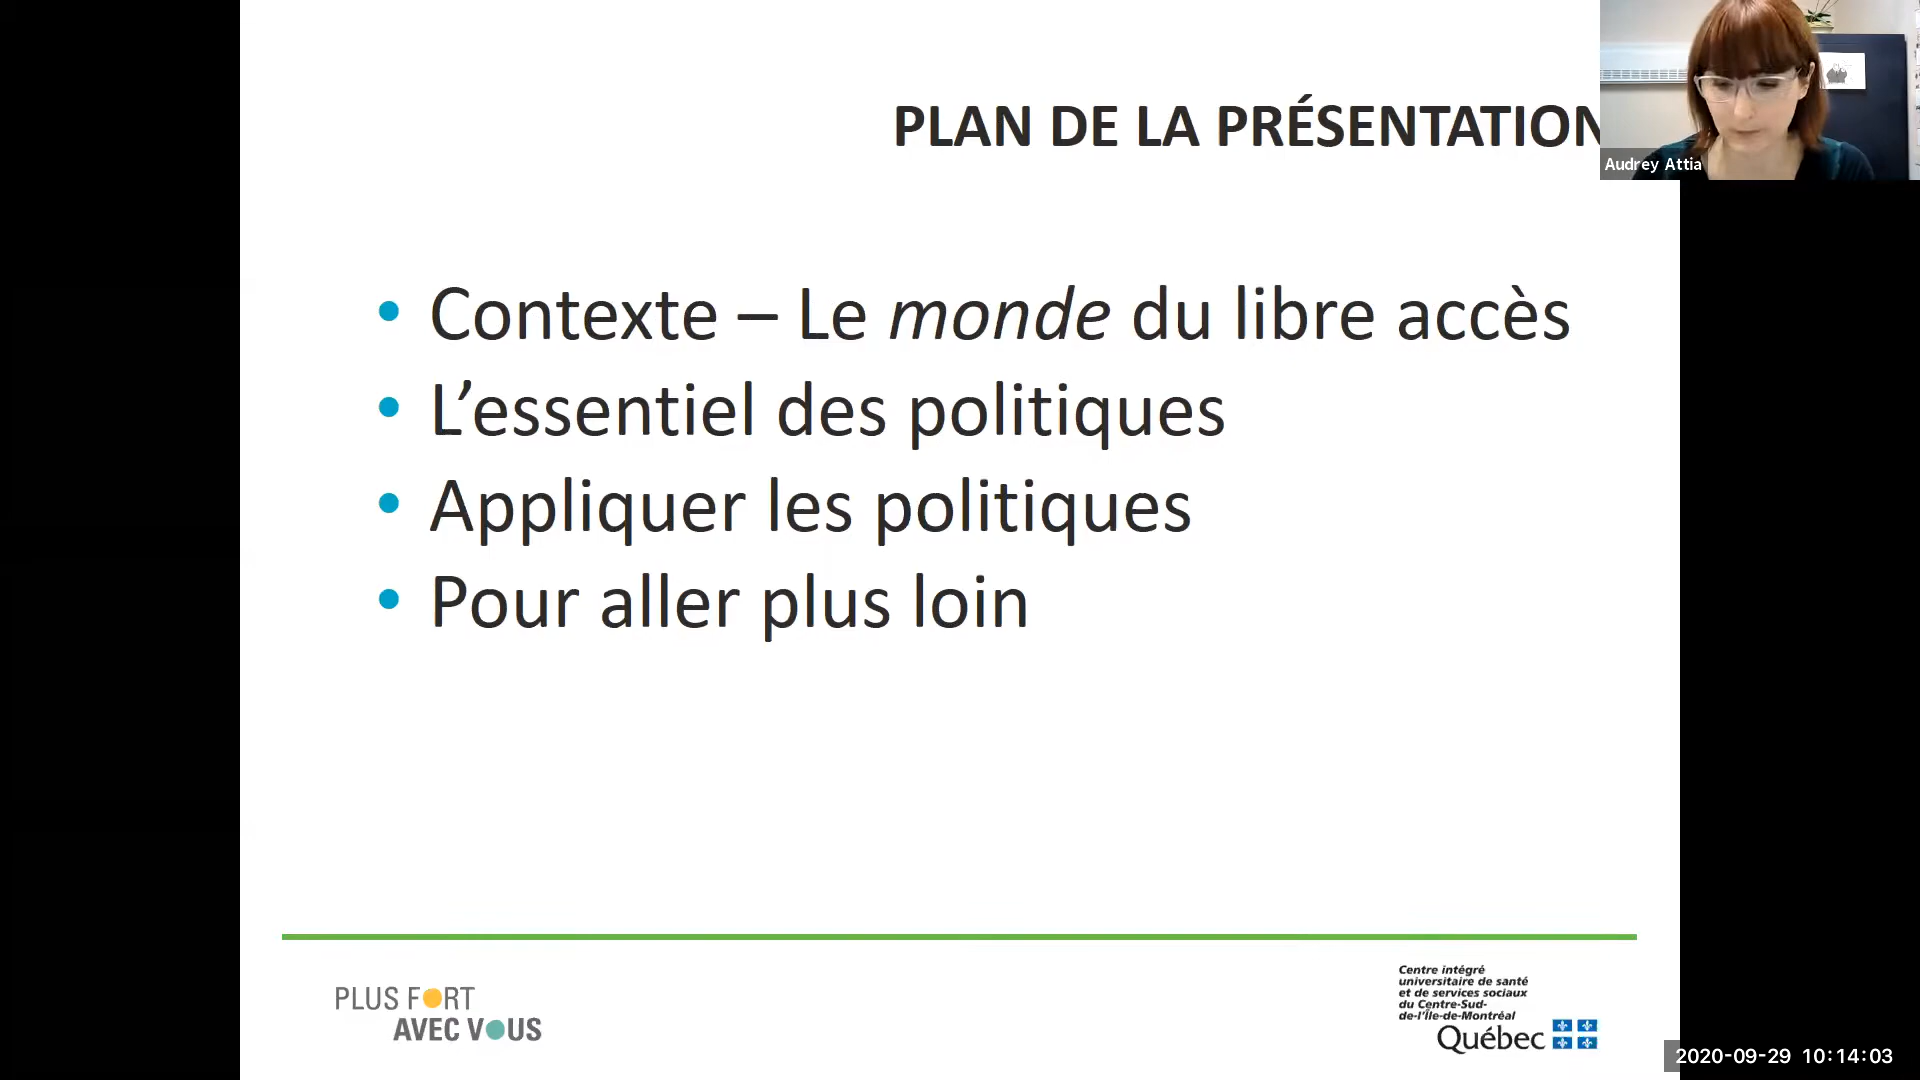 PLAN DE LA PRÉSENTATION
Audrey Attia
• Contexte – Le monde du libre accès
• L’essentiel des politiques
• Appliquer les politiques
• Pour aller plus loin
PLUS FORT
AVEC VOUS
Centre intégré
universitaire de santé
et de services sociaux
du Centre-Sud-
de-l’Île-de-Montréal
Québec
2020-09-29 10:14:03